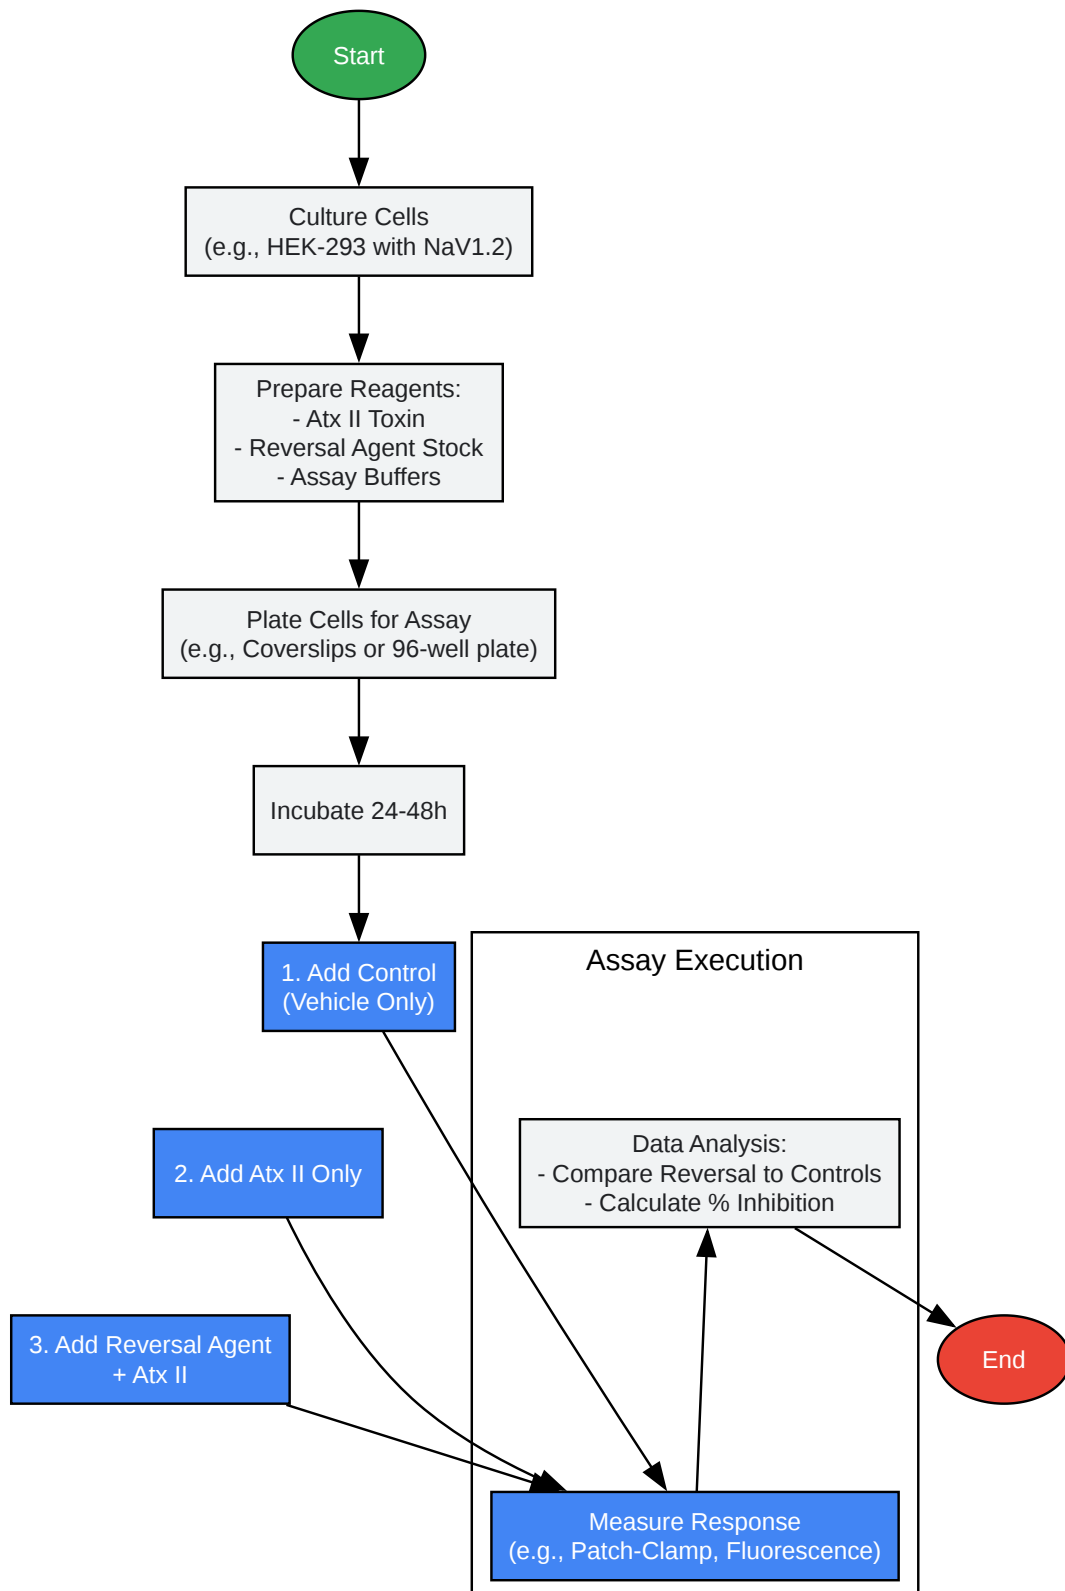 Start
Culture Cells
(e.g., HEK-293 with NaV1.2)
Prepare Reagents:
- Atx II Toxin
- Reversal Agent Stock
- Assay Buffers
Plate Cells for Assay
(e.g., Coverslips or 96-well plate)
Incubate 24-48h
1. Add Control
(Vehicle Only)
Assay Execution
2. Add Atx II Only
Data Analysis:
- Compare Reversal to Controls
- Calculate % Inhibition
3. Add Reversal Agent
+ Atx II
End
Measure Response
(e.g., Patch-Clamp, Fluorescence)